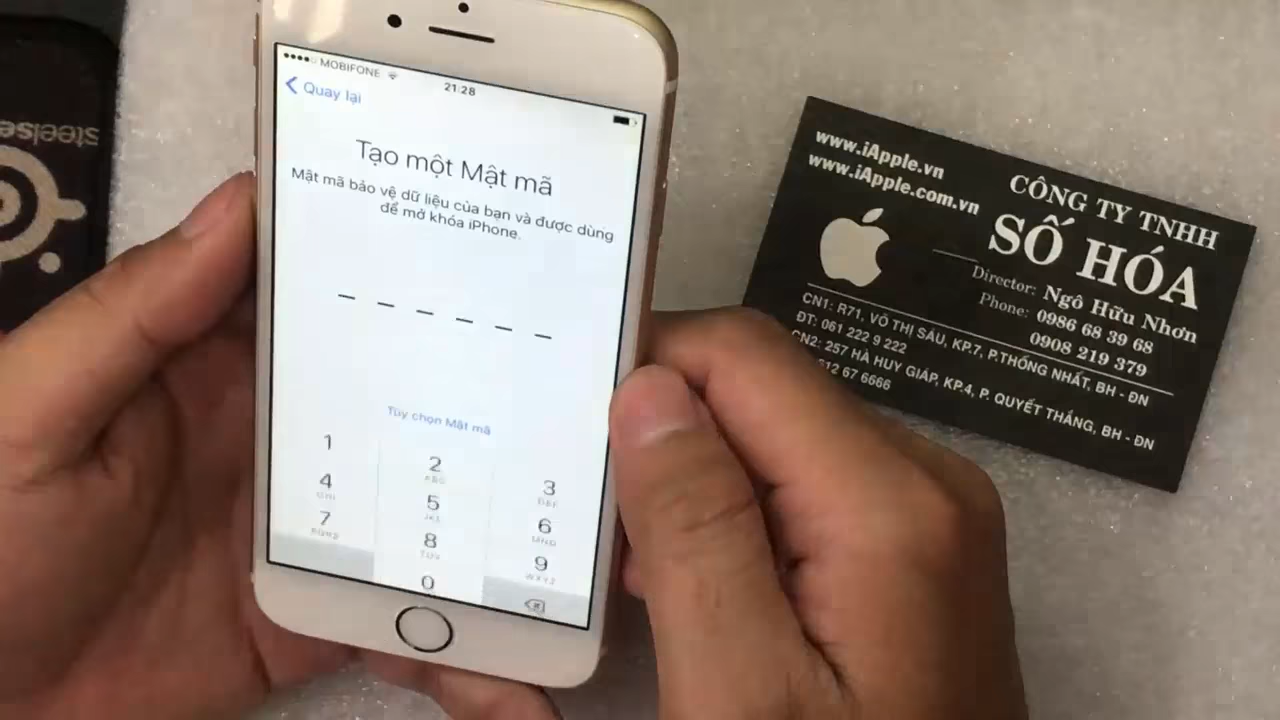 MOBIFONE
21:28
Quay lại
Tạo một Mật mã
Mật mã bảo vệ dữ liệu của bạn và được dùng
để mở khóa iPhone.
Tùy chọn Mật mã
1
2
ABC
3
DEF
4
GHI
5
JKL
6
MNO
7
PQRS
8
TUV
9
WXYZ
0
www.iApple.vn
www.iApple.com.vn
CÔNG TY TNHH
SỐ HÓA
Director: Ngô Hữu Nhơn
Phone: 0986 68 39 68
0908 219 379
CN1: R71, VÕ THỊ SÁU, KP.7, P.THỐNG NHẤT, BH - ĐN
ĐT: 061 222 9 222
CN2: 257 HÀ HUY GIÁP, KP.4, P. QUYẾT THẮNG, BH - ĐN
612 67 6666
steelse